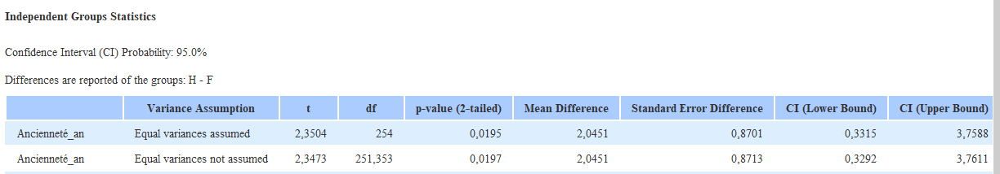 Independent Groups Statistics
Confidence Interval (CI) Probability: 95.0%
Differences are reported of the groups: H - F
Variance Assumption t df p-value (2-tailed) Mean Difference Standard Error Difference CI (Lower Bound) CI (Upper Bound)
Ancienneté_an Equal variances assumed 2,3504 254 0,0195 2,0451 0,8701 0,3315 3,7588
Ancienneté_an Equal variances not assumed 2,3473 251,353 0,0197 2,0451 0,8713 0,3292 3,7611